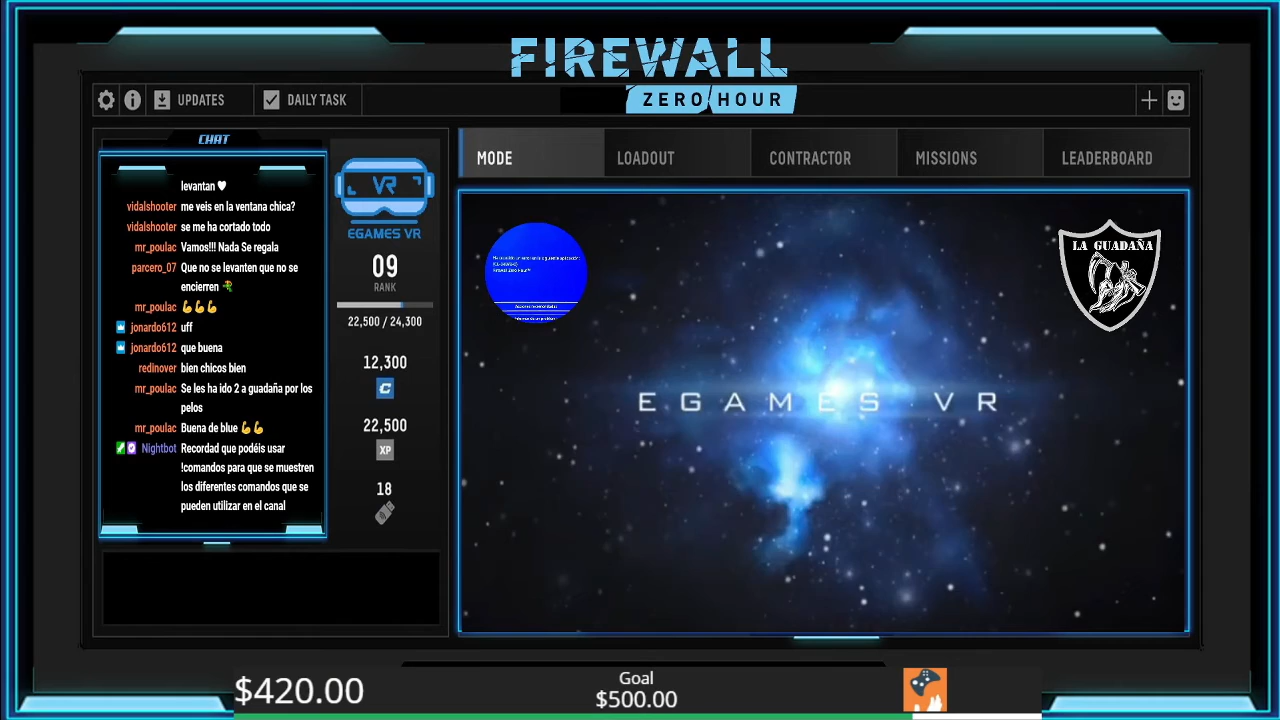 FIREWALL
ZERO HOUR
UPDATES
DAILY TASK
CHAT
levantan ♥
vidalshooter me veis en la ventana chica?
vidalshooter se me ha cortado todo
mr_poulac Vamos!!! Nada Se regala
parcero_07 Que no se levanten que no se
encierren
mr_poulac 💪💪💪
jonardo612 uff
jonardo612 que buena
redinover bien chicos bien
mr_poulac Se les ha ido 2 a guadaña por los
pelos
mr_poulac Buena de blue 💪💪
Nightbot Recordad que podéis usar
!comandos para que se muestren
los diferentes comandos que se
pueden utilizar en el canal
VR
EGAMES VR
09
RANK
22,500 / 24,300
12,300
C
22,500
XP
18
MODE
LOADOUT
CONTRACTOR
MISSIONS
LEADERBOARD
LA GUADAÑA
EGAMES VR
$420.00
Goal
$500.00